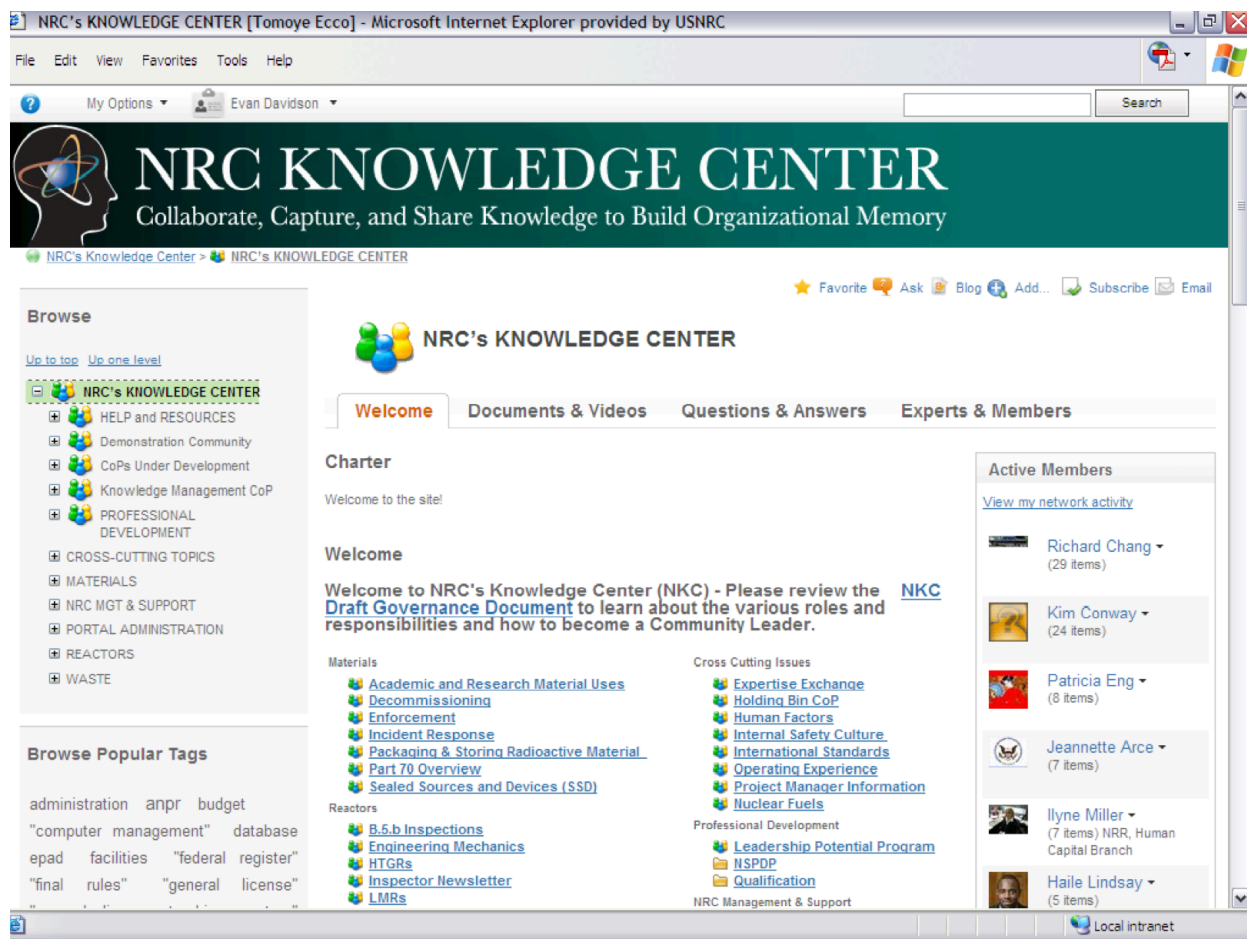 NRC's KNOWLEDGE CENTER [Tomoye Ecco] - Microsoft Internet Explorer provided by USNRC
File Edit View Favorites Tools Help
My Options Evan Davidson Search
NRC KNOWLEDGE CENTER
Collaborate, Capture, and Share Knowledge to Build Organizational Memory
NRC's Knowledge Center > NRC's KNOWLEDGE CENTER
Favorite Ask Blog Add... Subscribe Email
Browse
Up to top Up one level
NRC's KNOWLEDGE CENTER
HELP and RESOURCES
Demonstration Community
CoPs Under Development
Knowledge Management CoP
PROFESSIONAL
DEVELOPMENT
CROSS-CUTTING TOPICS
MATERIALS
NRC MGT & SUPPORT
PORTAL ADMINISTRATION
REACTORS
WASTE
Browse Popular Tags
administration anpr budget
"computer management" database
epad facilities "federal register"
"final rules" "general license"
NRC's KNOWLEDGE CENTER
Welcome Documents & Videos Questions & Answers Experts & Members
Charter
Welcome to the site!
Welcome
Welcome to NRC's Knowledge Center (NKC) - Please review the NKC
Draft Governance Document to learn about the various roles and
responsibilities and how to become a Community Leader.
Materials
Academic and Research Material Uses
Decommissioning
Enforcement
Incident Response
Packaging & Storing Radioactive Material
Part 70 Overview
Sealed Sources and Devices (SSD)
Reactors
B.5.b Inspections
Engineering Mechanics
HTGRs
Inspector Newsletter
LMRs
Cross Cutting Issues
Expertise Exchange
Holding Bin CoP
Human Factors
Internal Safety Culture
International Standards
Operating Experience
Project Manager Information
Nuclear Fuels
Professional Development
Leadership Potential Program
NSPDP
Qualification
NRC Management & Support
Active Members
View my network activity
Richard Chang
(29 items)
Kim Conway
(24 items)
Patricia Eng
(8 items)
Jeannette Arce
(7 items)
Ilyne Miller
(7 items) NRR, Human
Capital Branch
Haile Lindsay
(5 items)
Local intranet